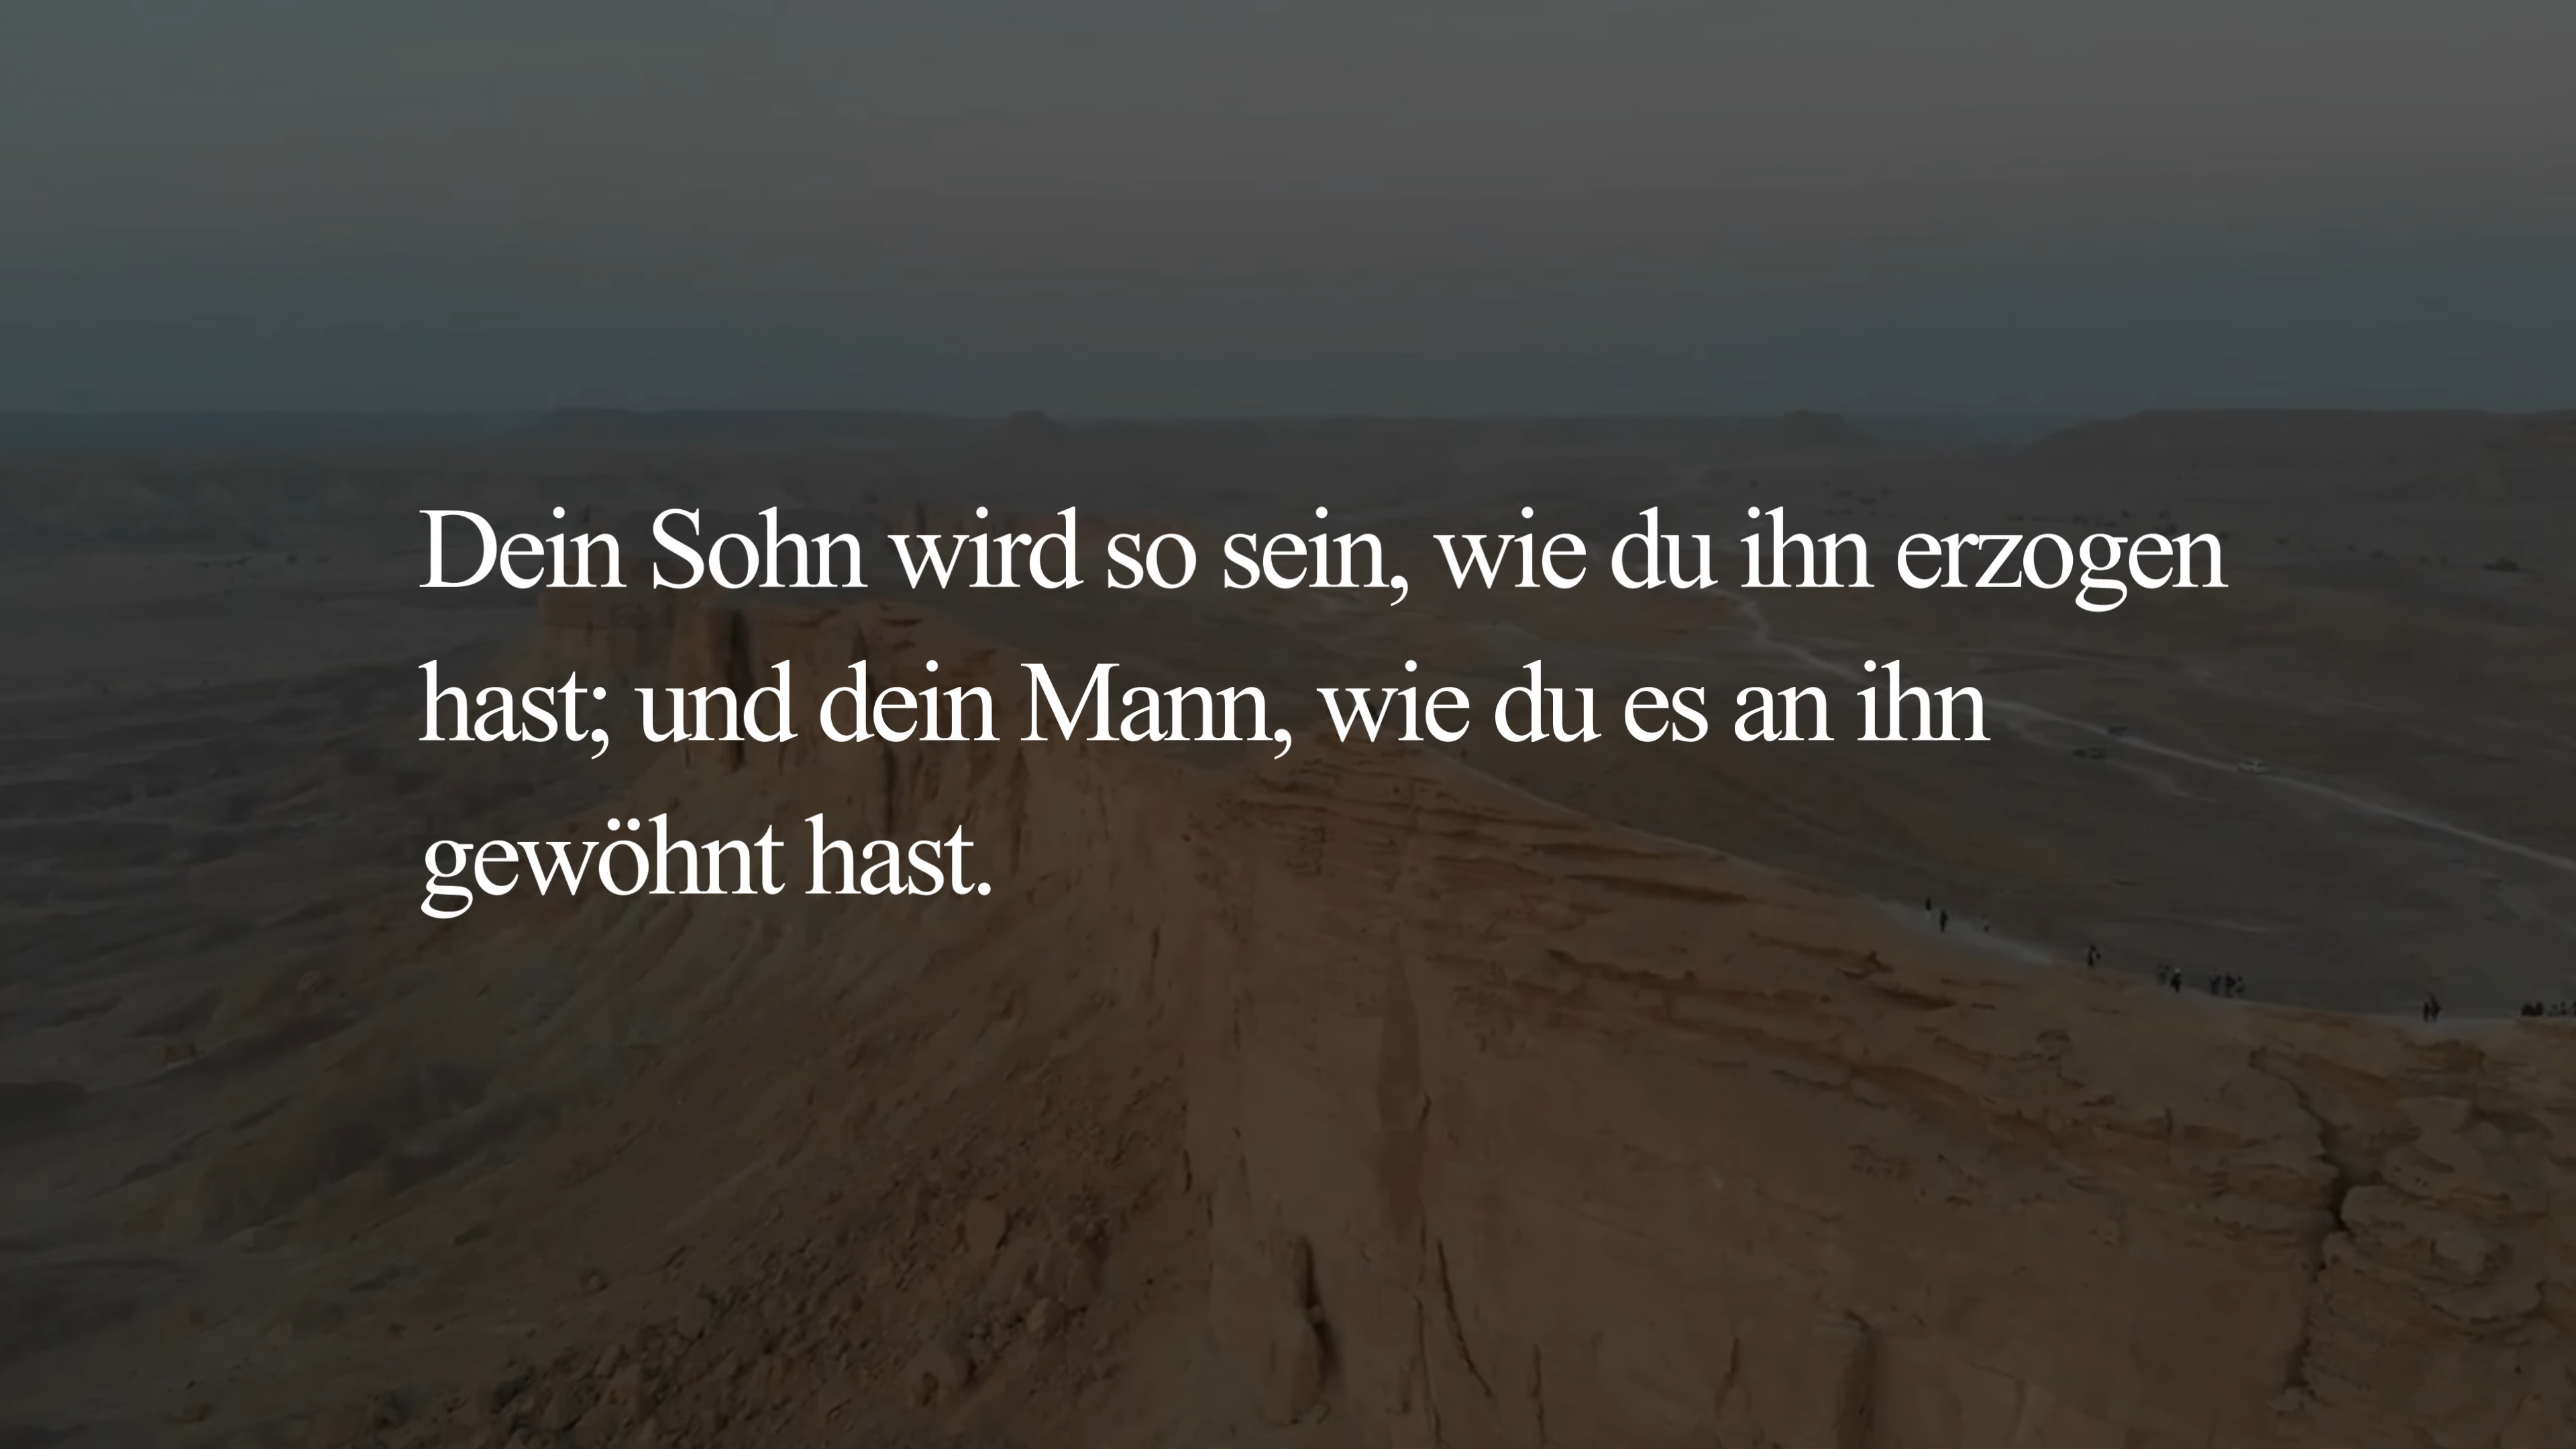 Dein Sohn wird so sein, wie du ihn erzogen
hast; und dein Mann, wie du es an ihn
gewöhnt hast.